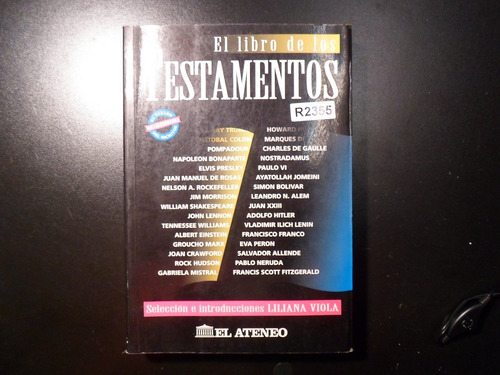 El libro de los
TESTAMENTOS
R2355
HOWARD
MARQUES DE
POMPADOUR CHARLES DE GAULLE
NAPOLEON BONAPARTE NOSTRADAMUS
ELVIS PRESLEY PAULO VI
JUAN MANUEL DE ROSAS AYATOLLAH JOMEINI
NELSON A. ROCKEFELLER SIMON BOLIVAR
JIM MORRISON LEANDRO N. ALEM
WILLIAM SHAKESPEARE JUAN XXIII
JOHN LENNON ADOLFO HITLER
TENNESSEE WILLIAMS VLADIMIR ILICH LENIN
ALBERT EINSTEIN FRANCISCO FRANCO
GROUCHO MARX EVA PERON
JOAN CRAWFORD SALVADOR ALLENDE
ROCK HUDSON PABLO NERUDA
GABRIELA MISTRAL FRANCIS SCOTT FITZGERALD
Selección e introducciones LILIANA VIOLA
EL ATENEO